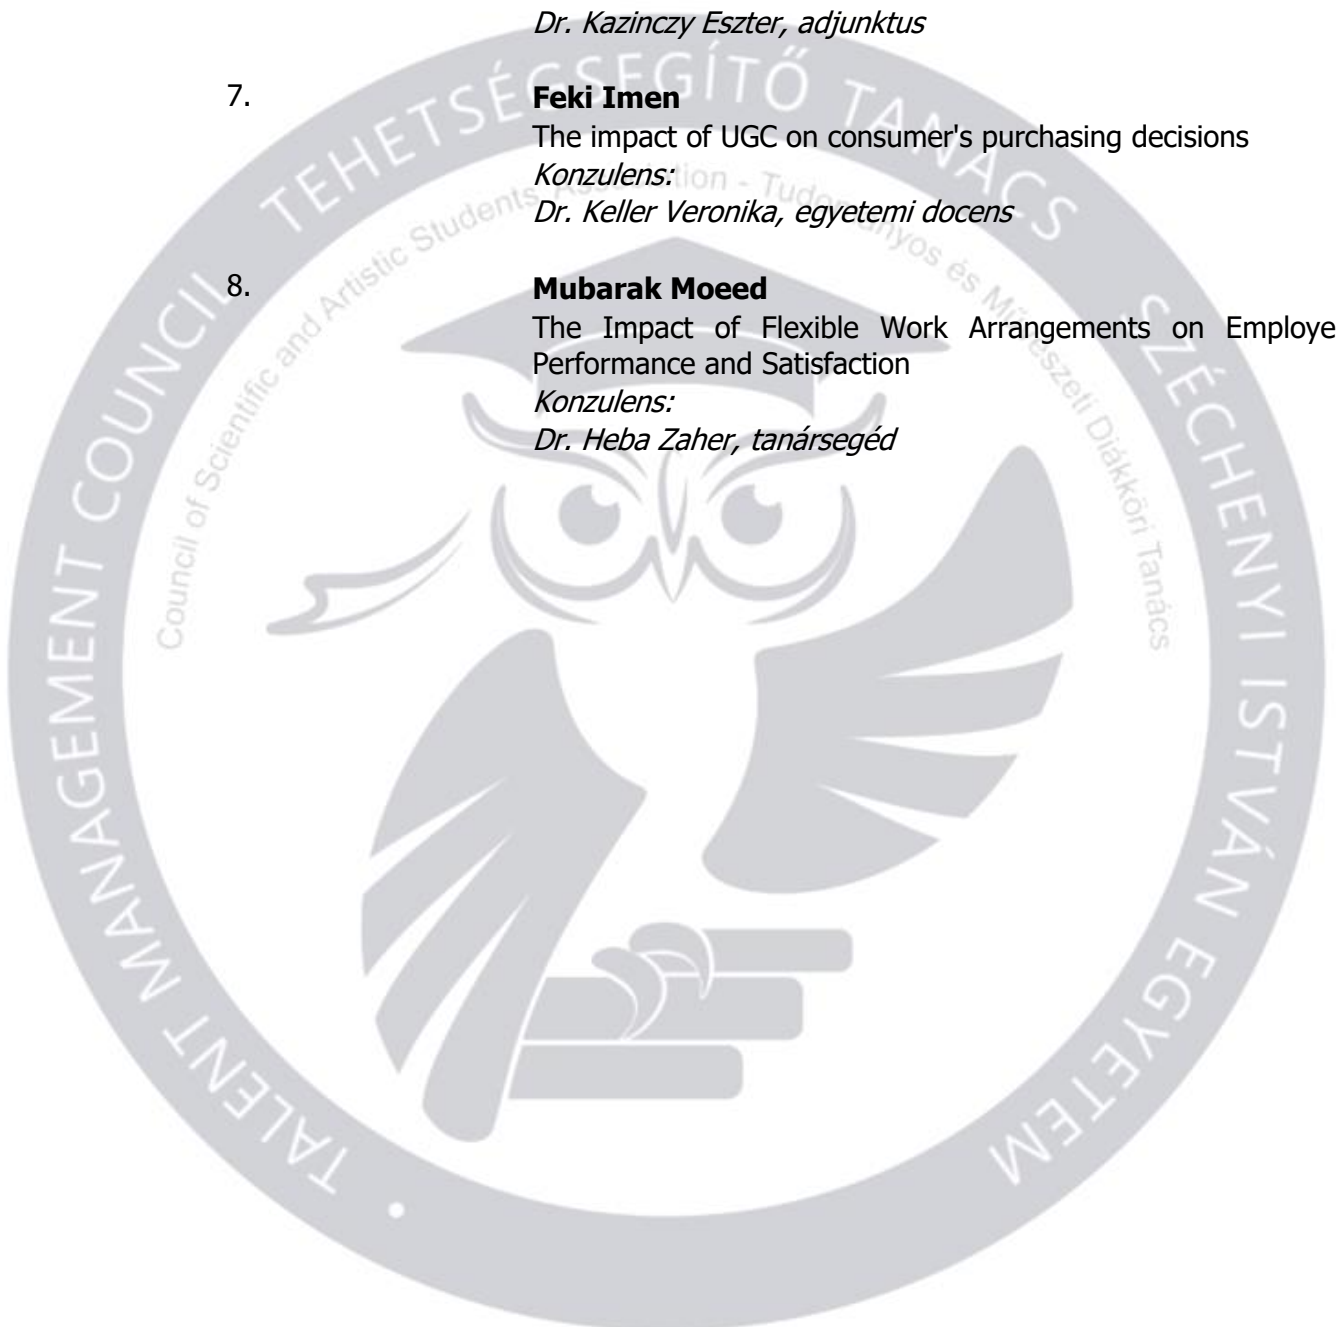 Dr. Kazinczy Eszter, adjunktus
7.
Feki Imen
The impact of UGC on consumer's purchasing decisions
Konzulens:
Dr. Keller Veronika, egyetemi docens
8.
Mubarak Moeed
The Impact of Flexible Work Arrangements on Employe
Performance and Satisfaction
Konzulens:
Dr. Heba Zaher, tanársegéd
TEHETSÉGSEGÍTŐ TANÁCS
SZÉCHENYI ISTVÁN EGYETEM
TALENT MANAGEMENT COUNCIL
Council of Scientific and Artistic Students' Association - Tudományos és Művészeti Diákköri Tanács